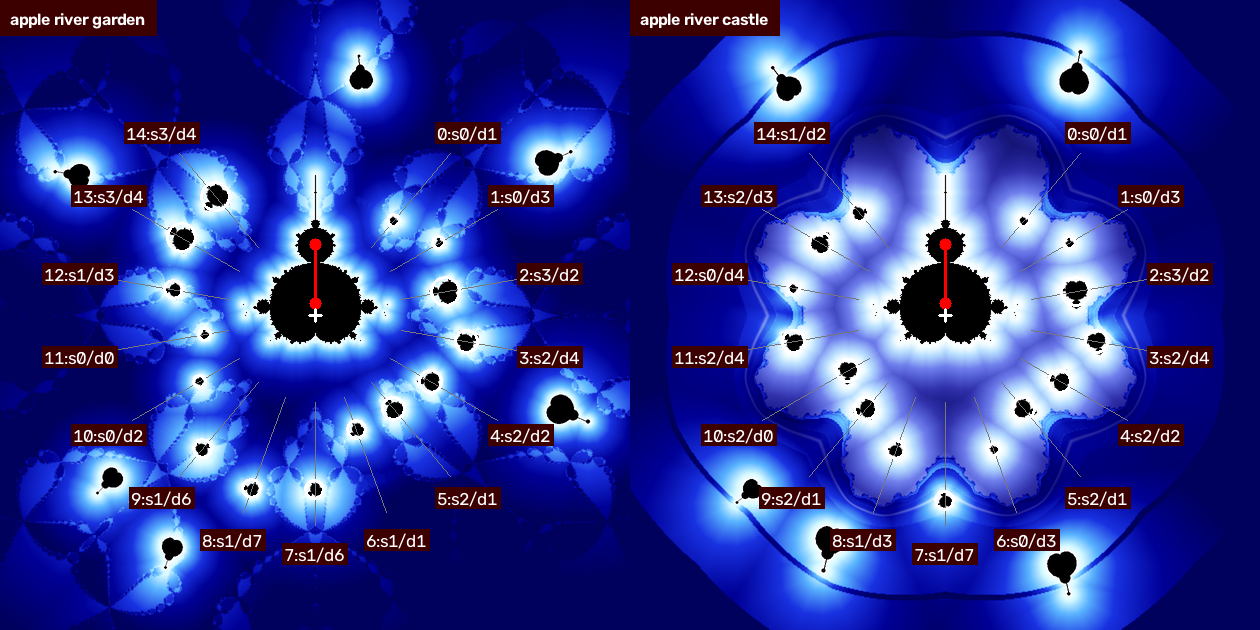 apple river garden
apple river castle
14:s3/d4
0:s0/d1
14:s1/d2
0:s0/d1
13:s3/d4
1:s0/d3
13:s2/d3
1:s0/d3
12:s1/d3
2:s3/d2
12:s0/d4
2:s3/d2
11:s0/d0
3:s2/d4
11:s2/d4
3:s2/d4
10:s0/d2
4:s2/d2
10:s2/d0
4:s2/d2
9:s1/d6
5:s2/d1
9:s2/d1
5:s2/d1
8:s1/d7
6:s1/d1
8:s1/d3
6:s0/d3
7:s1/d6
7:s1/d7